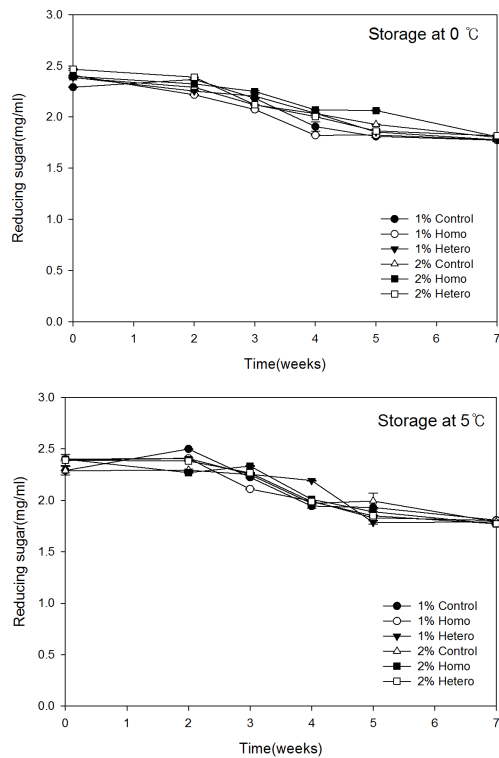 Storage at 0 ℃
Reducing sugar(mg/ml)
3.0
2.5
2.0
1.5
1.0
0.5
0.0
1% Control
1% Homo
1% Hetero
2% Control
2% Homo
2% Hetero
0 1 2 3 4 5 7
Time(weeks)
Storage at 5℃
Reducing sugar(mg/ml)
3.0
2.5
2.0
1.5
1.0
0.5
0.0
1% Control
1% Homo
1% Hetero
2% Control
2% Homo
2% Hetero
0 1 2 3 4 5 7
Time(weeks)